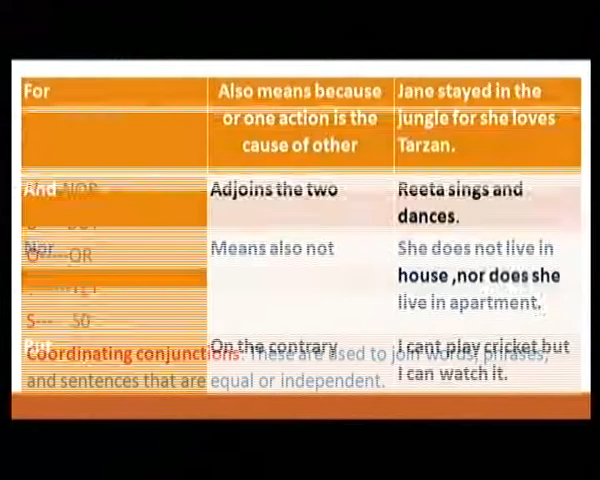 For
Also means because
or one action is the
cause of other
Jane stayed in the
jungle for she loves
Tarzan.
And
NOR
Adjoins the two
Reeta sings and
dances.
Nor
O----OR
Means also not
She does not live in
house ,nor does she
live in apartment.
S--- SO
But
On the contrary
I cant play cricket but
I can watch it.
Coordinating conjunctions: These are used to join words, phrases,
and sentences that are equal or independent.